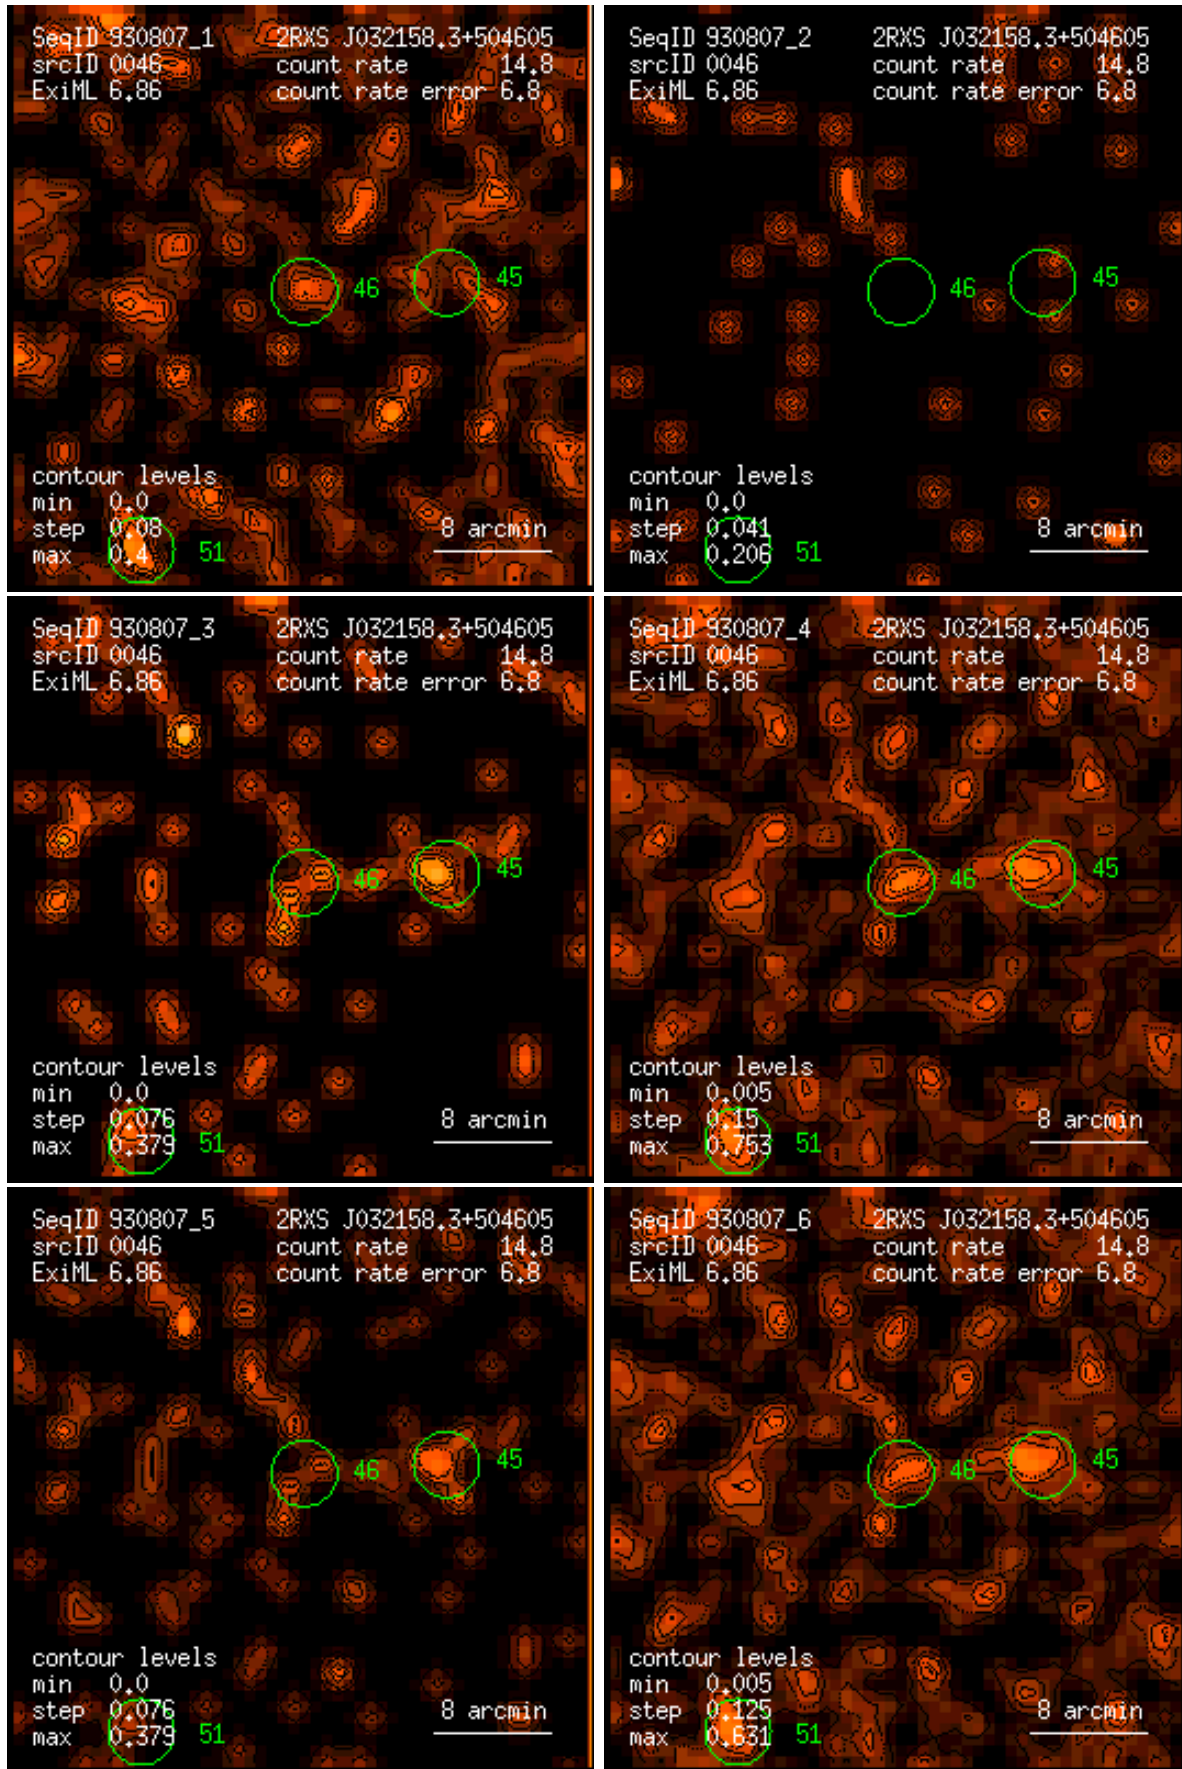 SeqID 930807_1 2RXS J032158.3+504605
srcID 0046 count rate 14.8
ExiML 6.86 count rate error 6.8
46
45
contour levels
min 0.0
step 0.08
max 0.4
51
8 arcmin
SeqID 930807_2 2RXS J032158.3+504605
srcID 0046 count rate 14.8
ExiML 6.86 count rate error 6.8
46
45
contour levels
min 0.0
step 0.041
max 0.206
51
8 arcmin
SeqID 930807_3 2RXS J032158.3+504605
srcID 0046 count rate 14.8
ExiML 6.86 count rate error 6.8
46
45
contour levels
min 0.0
step 0.076
max 0.379
51
8 arcmin
SeqID 930807_4 2RXS J032158.3+504605
srcID 0046 count rate 14.8
ExiML 6.86 count rate error 6.8
46
45
contour levels
min 0.005
step 0.15
max 0.753
51
8 arcmin
SeqID 930807_5 2RXS J032158.3+504605
srcID 0046 count rate 14.8
ExiML 6.86 count rate error 6.8
46
45
contour levels
min 0.0
step 0.076
max 0.379
51
8 arcmin
SeqID 930807_6 2RXS J032158.3+504605
srcID 0046 count rate 14.8
ExiML 6.86 count rate error 6.8
46
45
contour levels
min 0.005
step 0.125
max 0.631
51
8 arcmin